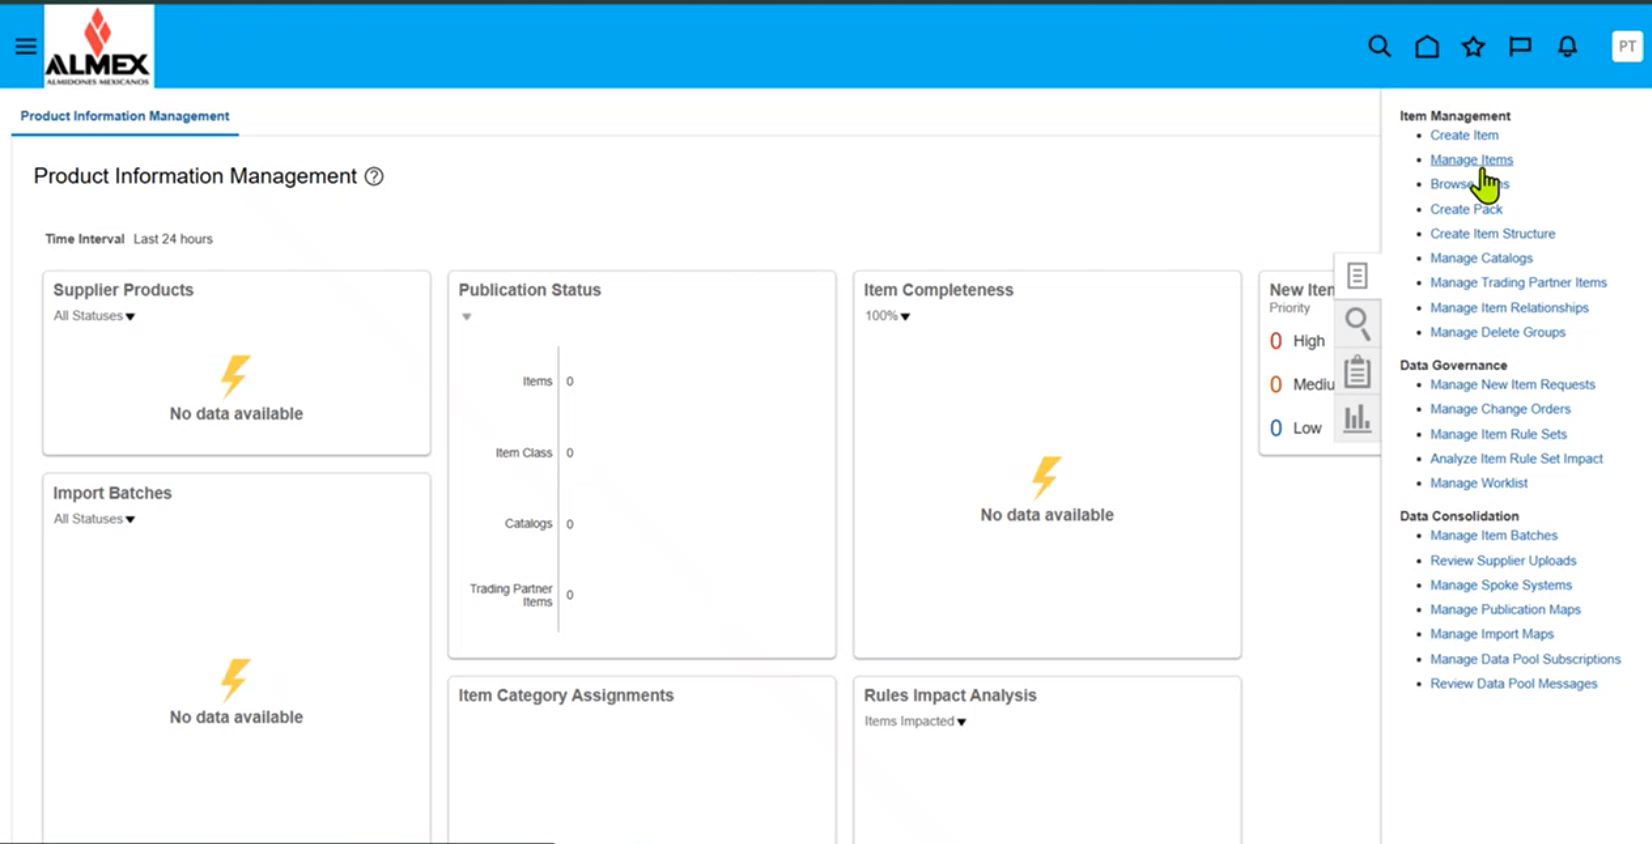 ALMEX
ALMIDONES MEXICANOS
PT
Product Information Management
Product Information Management ?
Time Interval Last 24 hours
Supplier Products
All Statuses
No data available
Import Batches
All Statuses
No data available
Publication Status
Items 0
Item Class 0
Catalogs 0
Trading Partner
Items 0
Item Category Assignments
Item Completeness
100%
No data available
Rules Impact Analysis
Items Impacted
New Iten
Priority
0 High
0 Mediu
0 Low
Item Management
• Create Item
• Manage Items
• Browse
• Create Pack
• Create Item Structure
• Manage Catalogs
• Manage Trading Partner Items
• Manage Item Relationships
• Manage Delete Groups
Data Governance
• Manage New Item Requests
• Manage Change Orders
• Manage Item Rule Sets
• Analyze Item Rule Set Impact
• Manage Worklist
Data Consolidation
• Manage Item Batches
• Review Supplier Uploads
• Manage Spoke Systems
• Manage Publication Maps
• Manage Import Maps
• Manage Data Pool Subscriptions
• Review Data Pool Messages